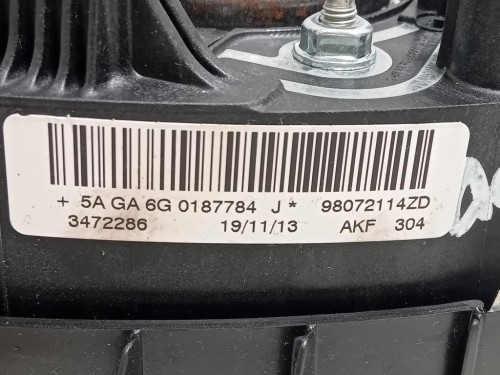 + 5A GA 6G 0187784 J * 98072114ZD
3472286 19/11/13 AKF 304